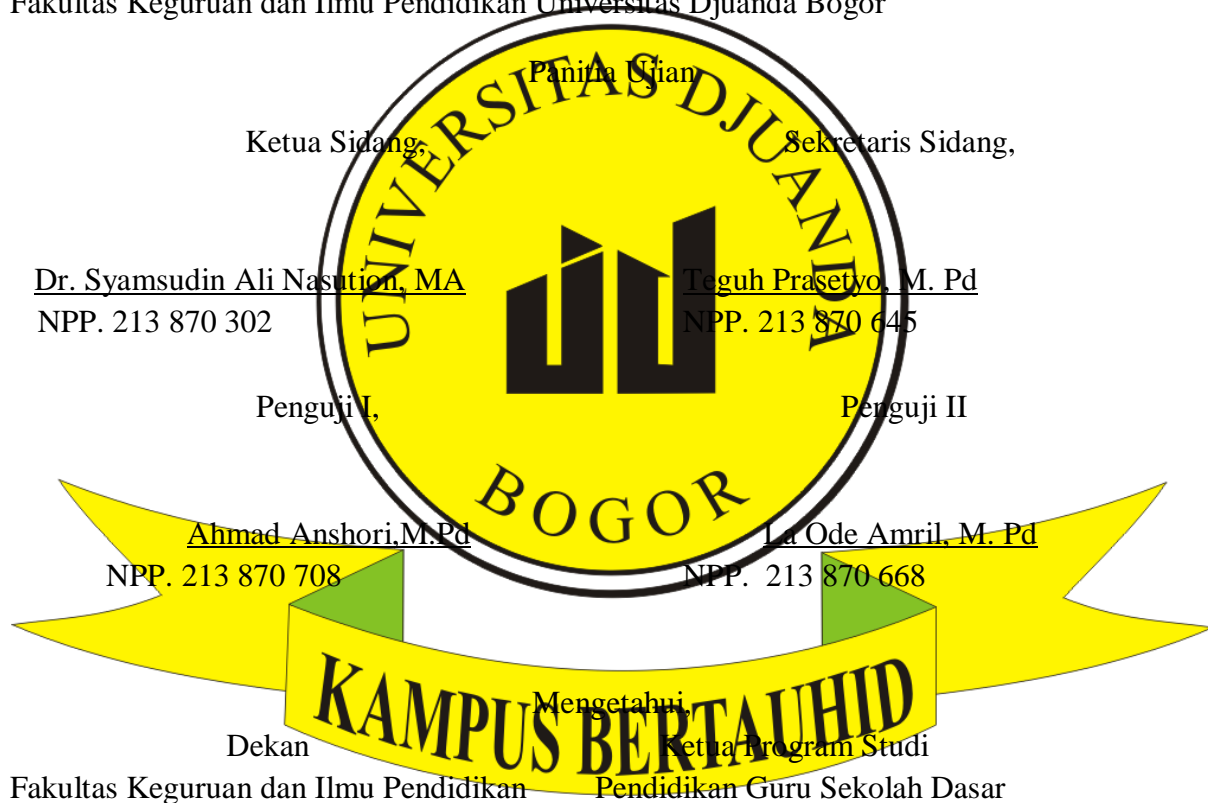 Fakultas Keguruan dan Ilmu Pendidikan Universitas Djuanda Bogor
UNIVERSITAS DJUANDA
Panitia Ujian
Ketua Sidang, Sekretaris Sidang,
Dr. Syamsudin Ali Nasution, MA Teguh Prasetyo, M. Pd
NPP. 213 870 302 NPP. 213 870 645
Penguji I, Penguji II
BOGOR
Ahmad Anshori,M.Pd La Ode Amril, M. Pd
NPP. 213 870 708 NPP. 213 870 668
KAMPUS BERTAUHID
Mengetahui,
Dekan Ketua Program Studi
Fakultas Keguruan dan Ilmu Pendidikan Pendidikan Guru Sekolah Dasar